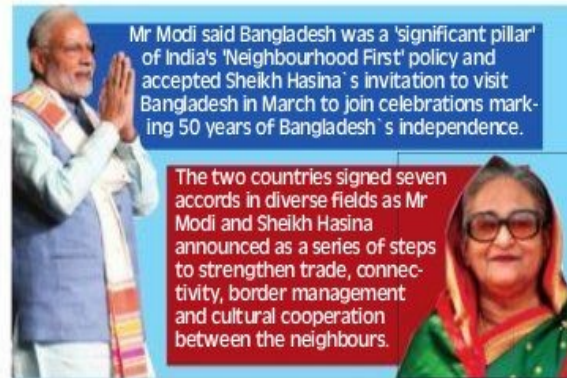 Mr Modi said Bangladesh was a 'significant pillar'
of India's 'Neighbourhood First' policy and
accepted Sheikh Hasina`s invitation to visit
Bangladesh in March to join celebrations mark-
ing 50 years of Bangladesh`s independence.
The two countries signed seven
accords in diverse fields as Mr
Modi and Sheikh Hasina
announced as a series of steps
to strengthen trade, connec-
tivity, border management
and cultural cooperation
between the neighbours.